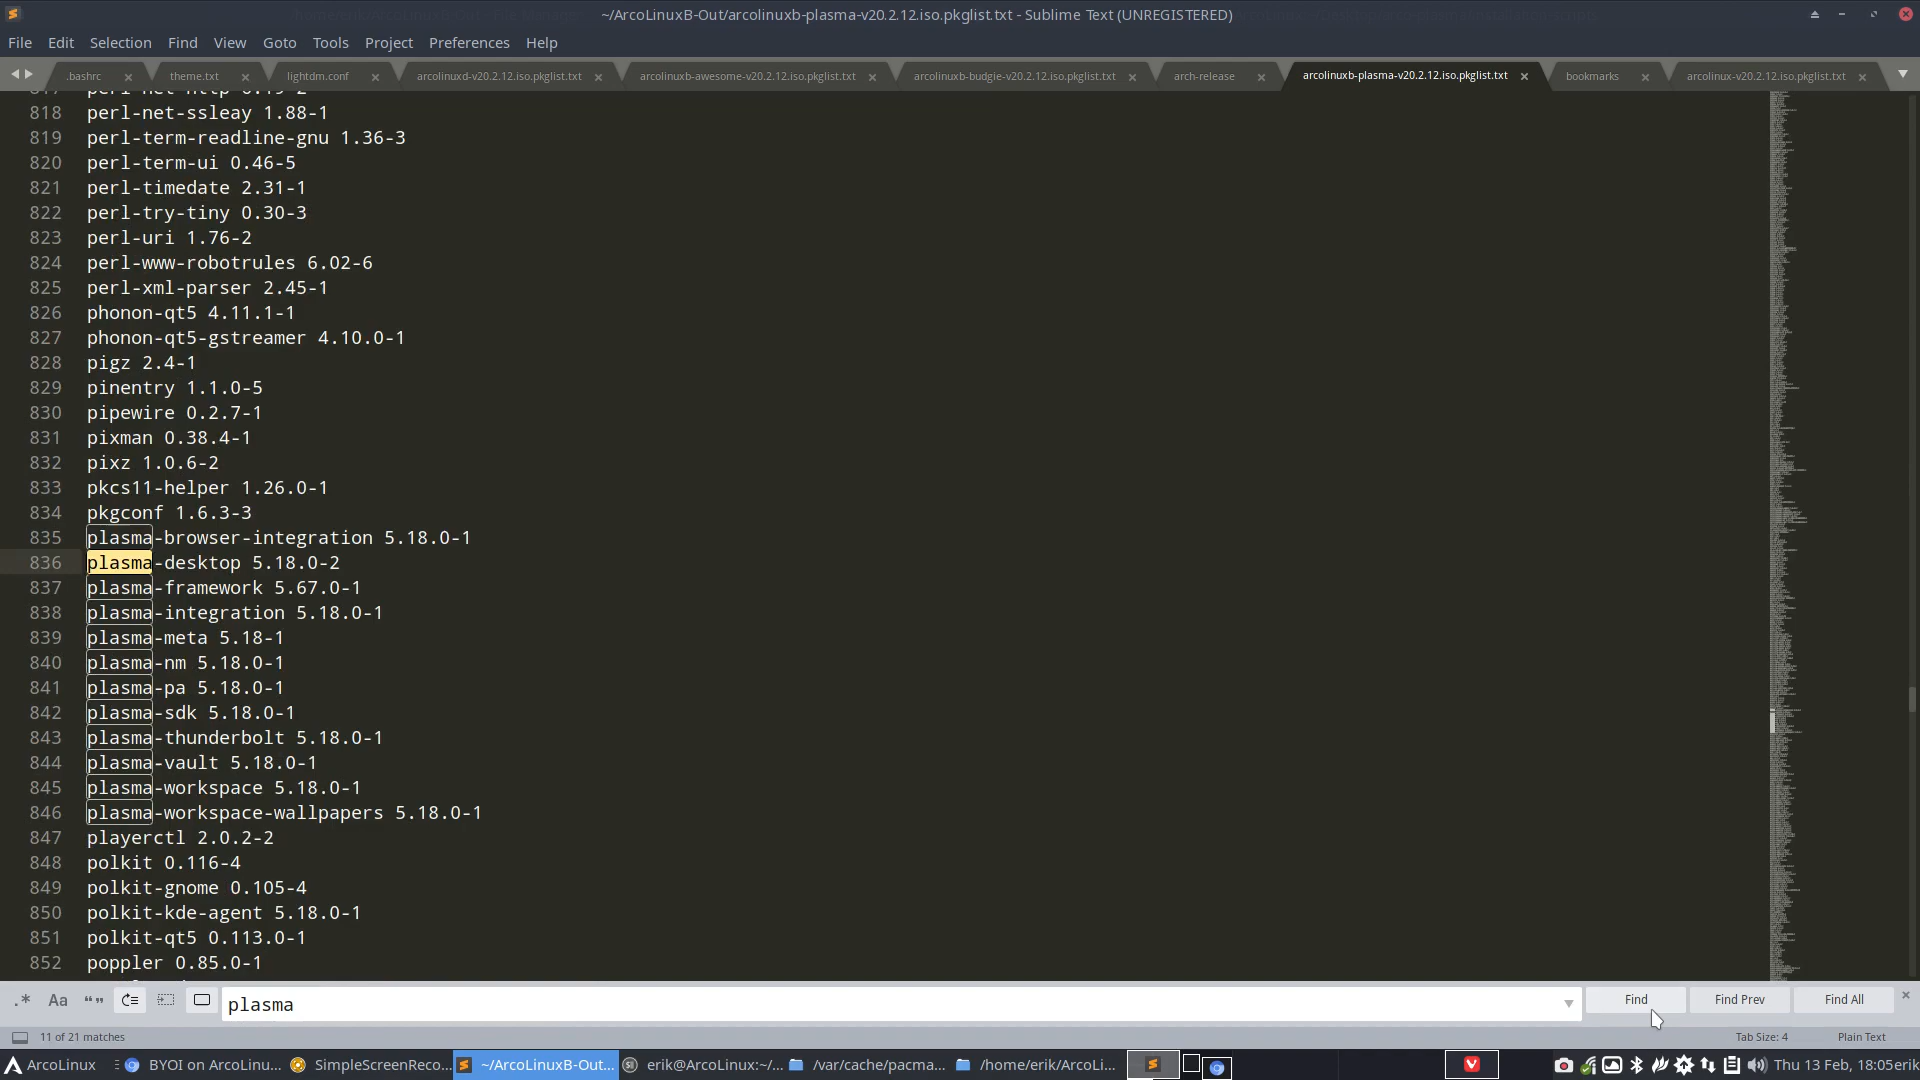 ~/ArcoLinuxB-Out/arcolinuxb-plasma-v20.2.12.iso.pkglist.txt - Sublime Text (UNREGISTERED)
File Edit Selection Find View Goto Tools Project Preferences Help
.bashrc theme.txt lightdm.conf arcolinuxd-v20.2.12.iso.pkglist.txt arcolinuxb-awesome-v20.2.12.iso.pkglist.txt arcolinuxb-budgie-v20.2.12.iso.pkglist.txt arch-release arcolinuxb-plasma-v20.2.12.iso.pkglist.txt bookmarks arcolinux-v20.2.12.iso.pkglist.txt
817 perl-net-http 6.19-2
818 perl-net-ssleay 1.88-1
819 perl-term-readline-gnu 1.36-3
820 perl-term-ui 0.46-5
821 perl-timedate 2.31-1
822 perl-try-tiny 0.30-3
823 perl-uri 1.76-2
824 perl-www-robotrules 6.02-6
825 perl-xml-parser 2.45-1
826 phonon-qt5 4.11.1-1
827 phonon-qt5-gstreamer 4.10.0-1
828 pigz 2.4-1
829 pinentry 1.1.0-5
830 pipewire 0.2.7-1
831 pixman 0.38.4-1
832 pixz 1.0.6-2
833 pkcs11-helper 1.26.0-1
834 pkgconf 1.6.3-3
835 plasma-browser-integration 5.18.0-1
836 plasma-desktop 5.18.0-2
837 plasma-framework 5.67.0-1
838 plasma-integration 5.18.0-1
839 plasma-meta 5.18-1
840 plasma-nm 5.18.0-1
841 plasma-pa 5.18.0-1
842 plasma-sdk 5.18.0-1
843 plasma-thunderbolt 5.18.0-1
844 plasma-vault 5.18.0-1
845 plasma-workspace 5.18.0-1
846 plasma-workspace-wallpapers 5.18.0-1
847 playerctl 2.0.2-2
848 polkit 0.116-4
849 polkit-gnome 0.105-4
850 polkit-kde-agent 5.18.0-1
851 polkit-qt5 0.113.0-1
852 poppler 0.85.0-1
.* Aa “” plasma Find Find Prev Find All
11 of 21 matches Tab Size: 4 Plain Text
ArcoLinux BYOI on ArcoLinu... SimpleScreenReco... ~/ArcoLinuxB-Out... erik@ArcoLinux:~/... /var/cache/pacma... /home/erik/ArcoLi... Thu 13 Feb, 18:05 erik